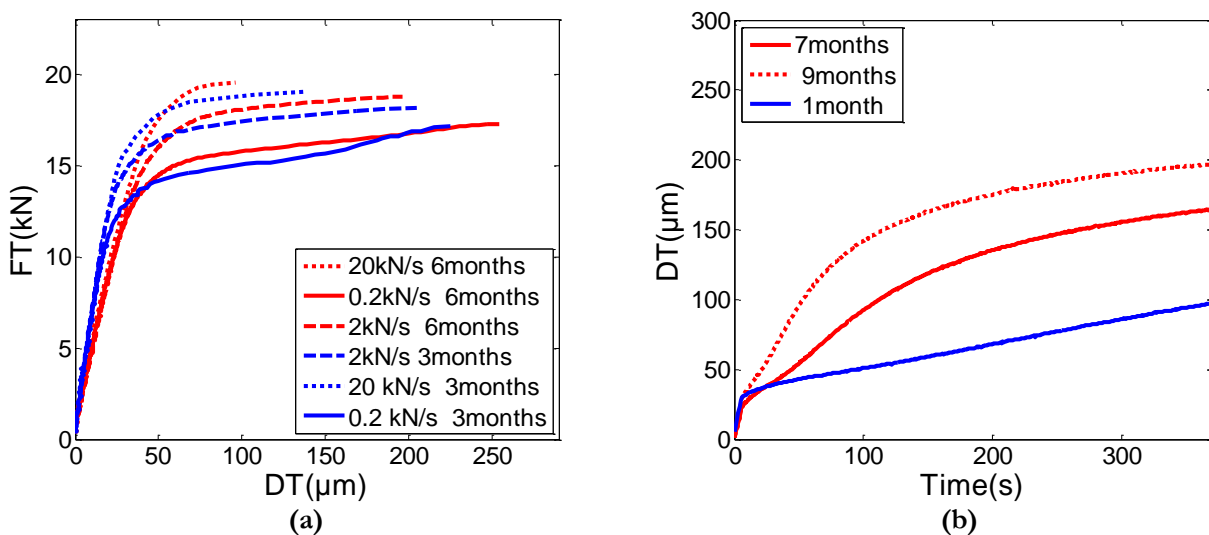 20
15
10
5
0
FT(kN)
20kN/s 6months
0.2kN/s 6months
2kN/s 6months
2kN/s 3months
20 kN/s 3months
0.2 kN/s 3months
0 50 100 150 200 250
DT(µm)
(a)
300
250
200
150
100
50
0
DT(µm)
7months
9months
1month
0 100 200 300
Time(s)
(b)